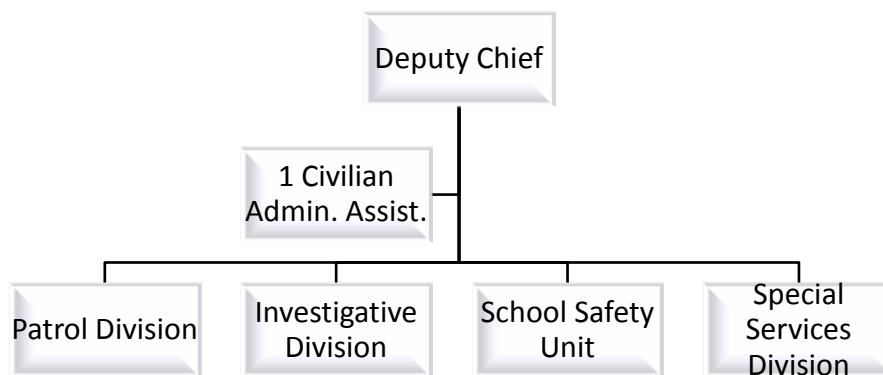 Deputy Chief
1 Civilian
Admin. Assist.
Patrol Division
Investigative
Division
School Safety
Unit
Special
Services
Division